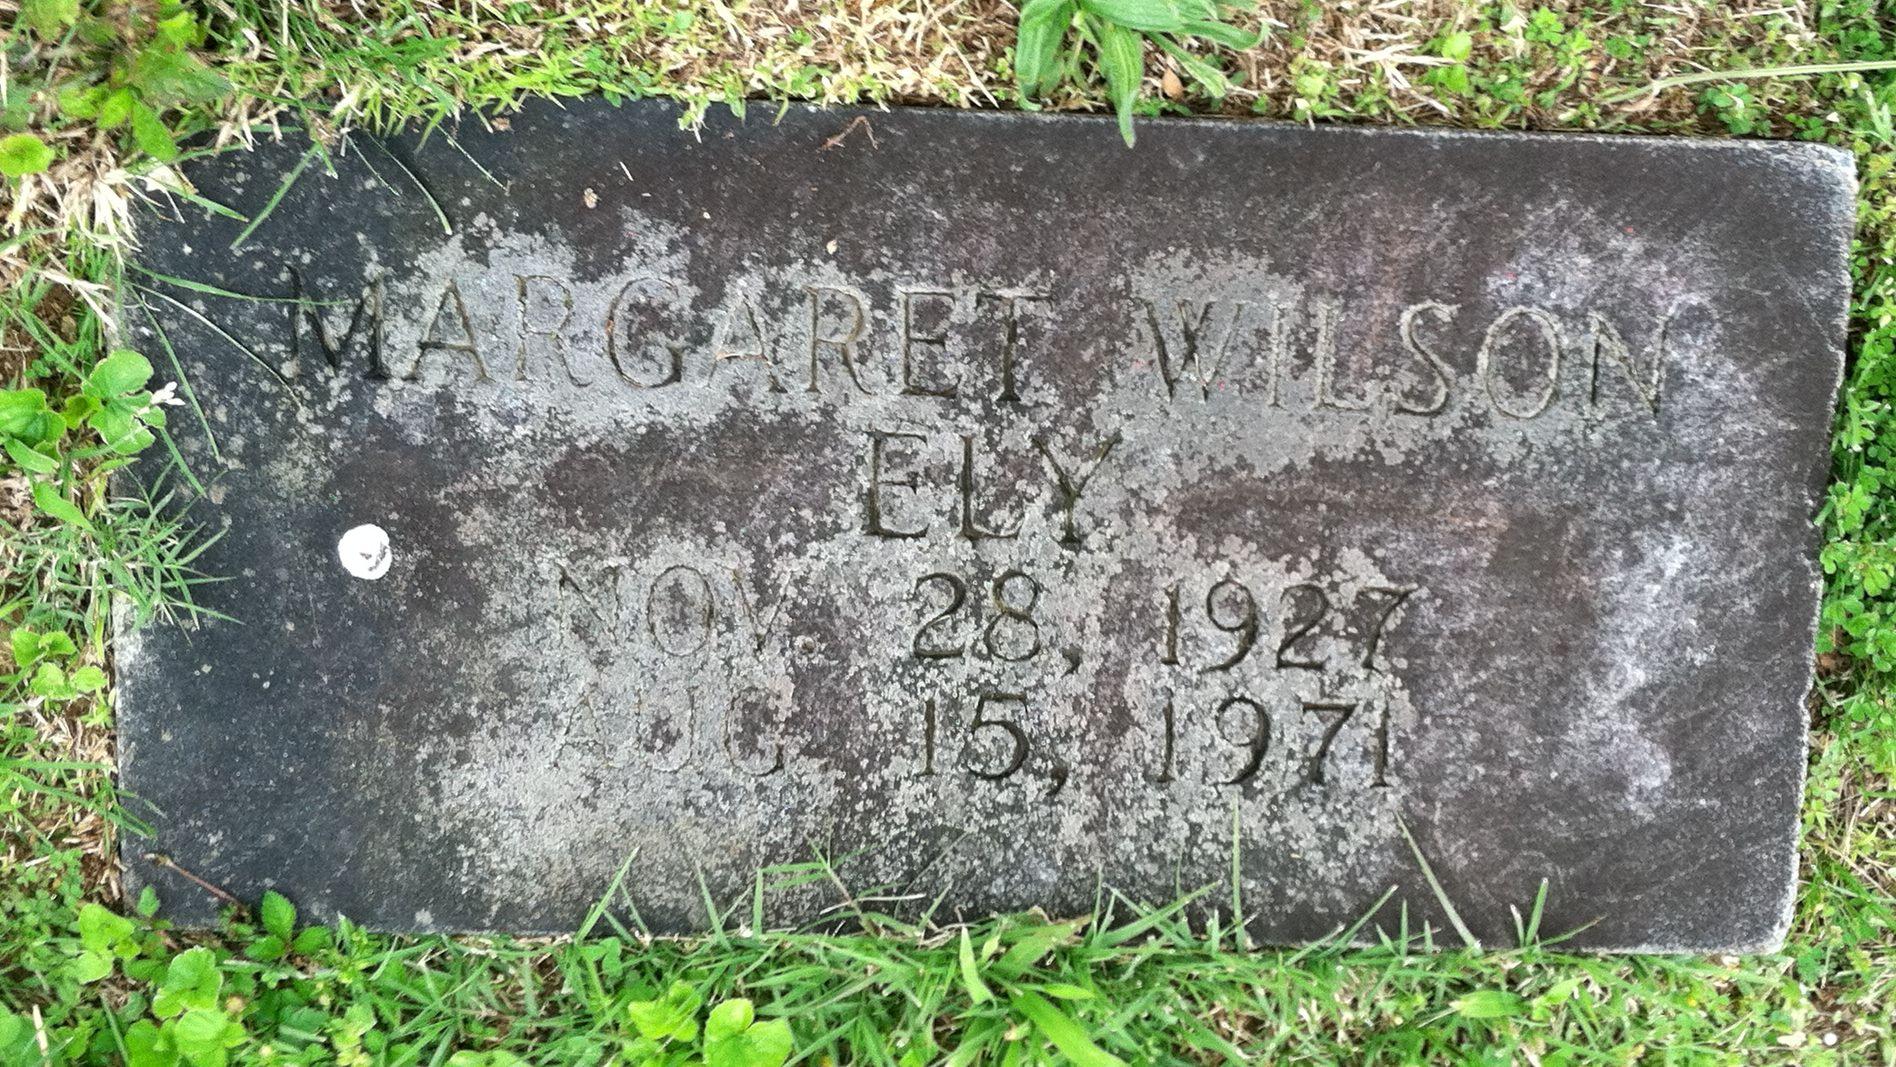 MARGARET WILSON
ELY
NOV. 28, 1927
AUG 15, 1971